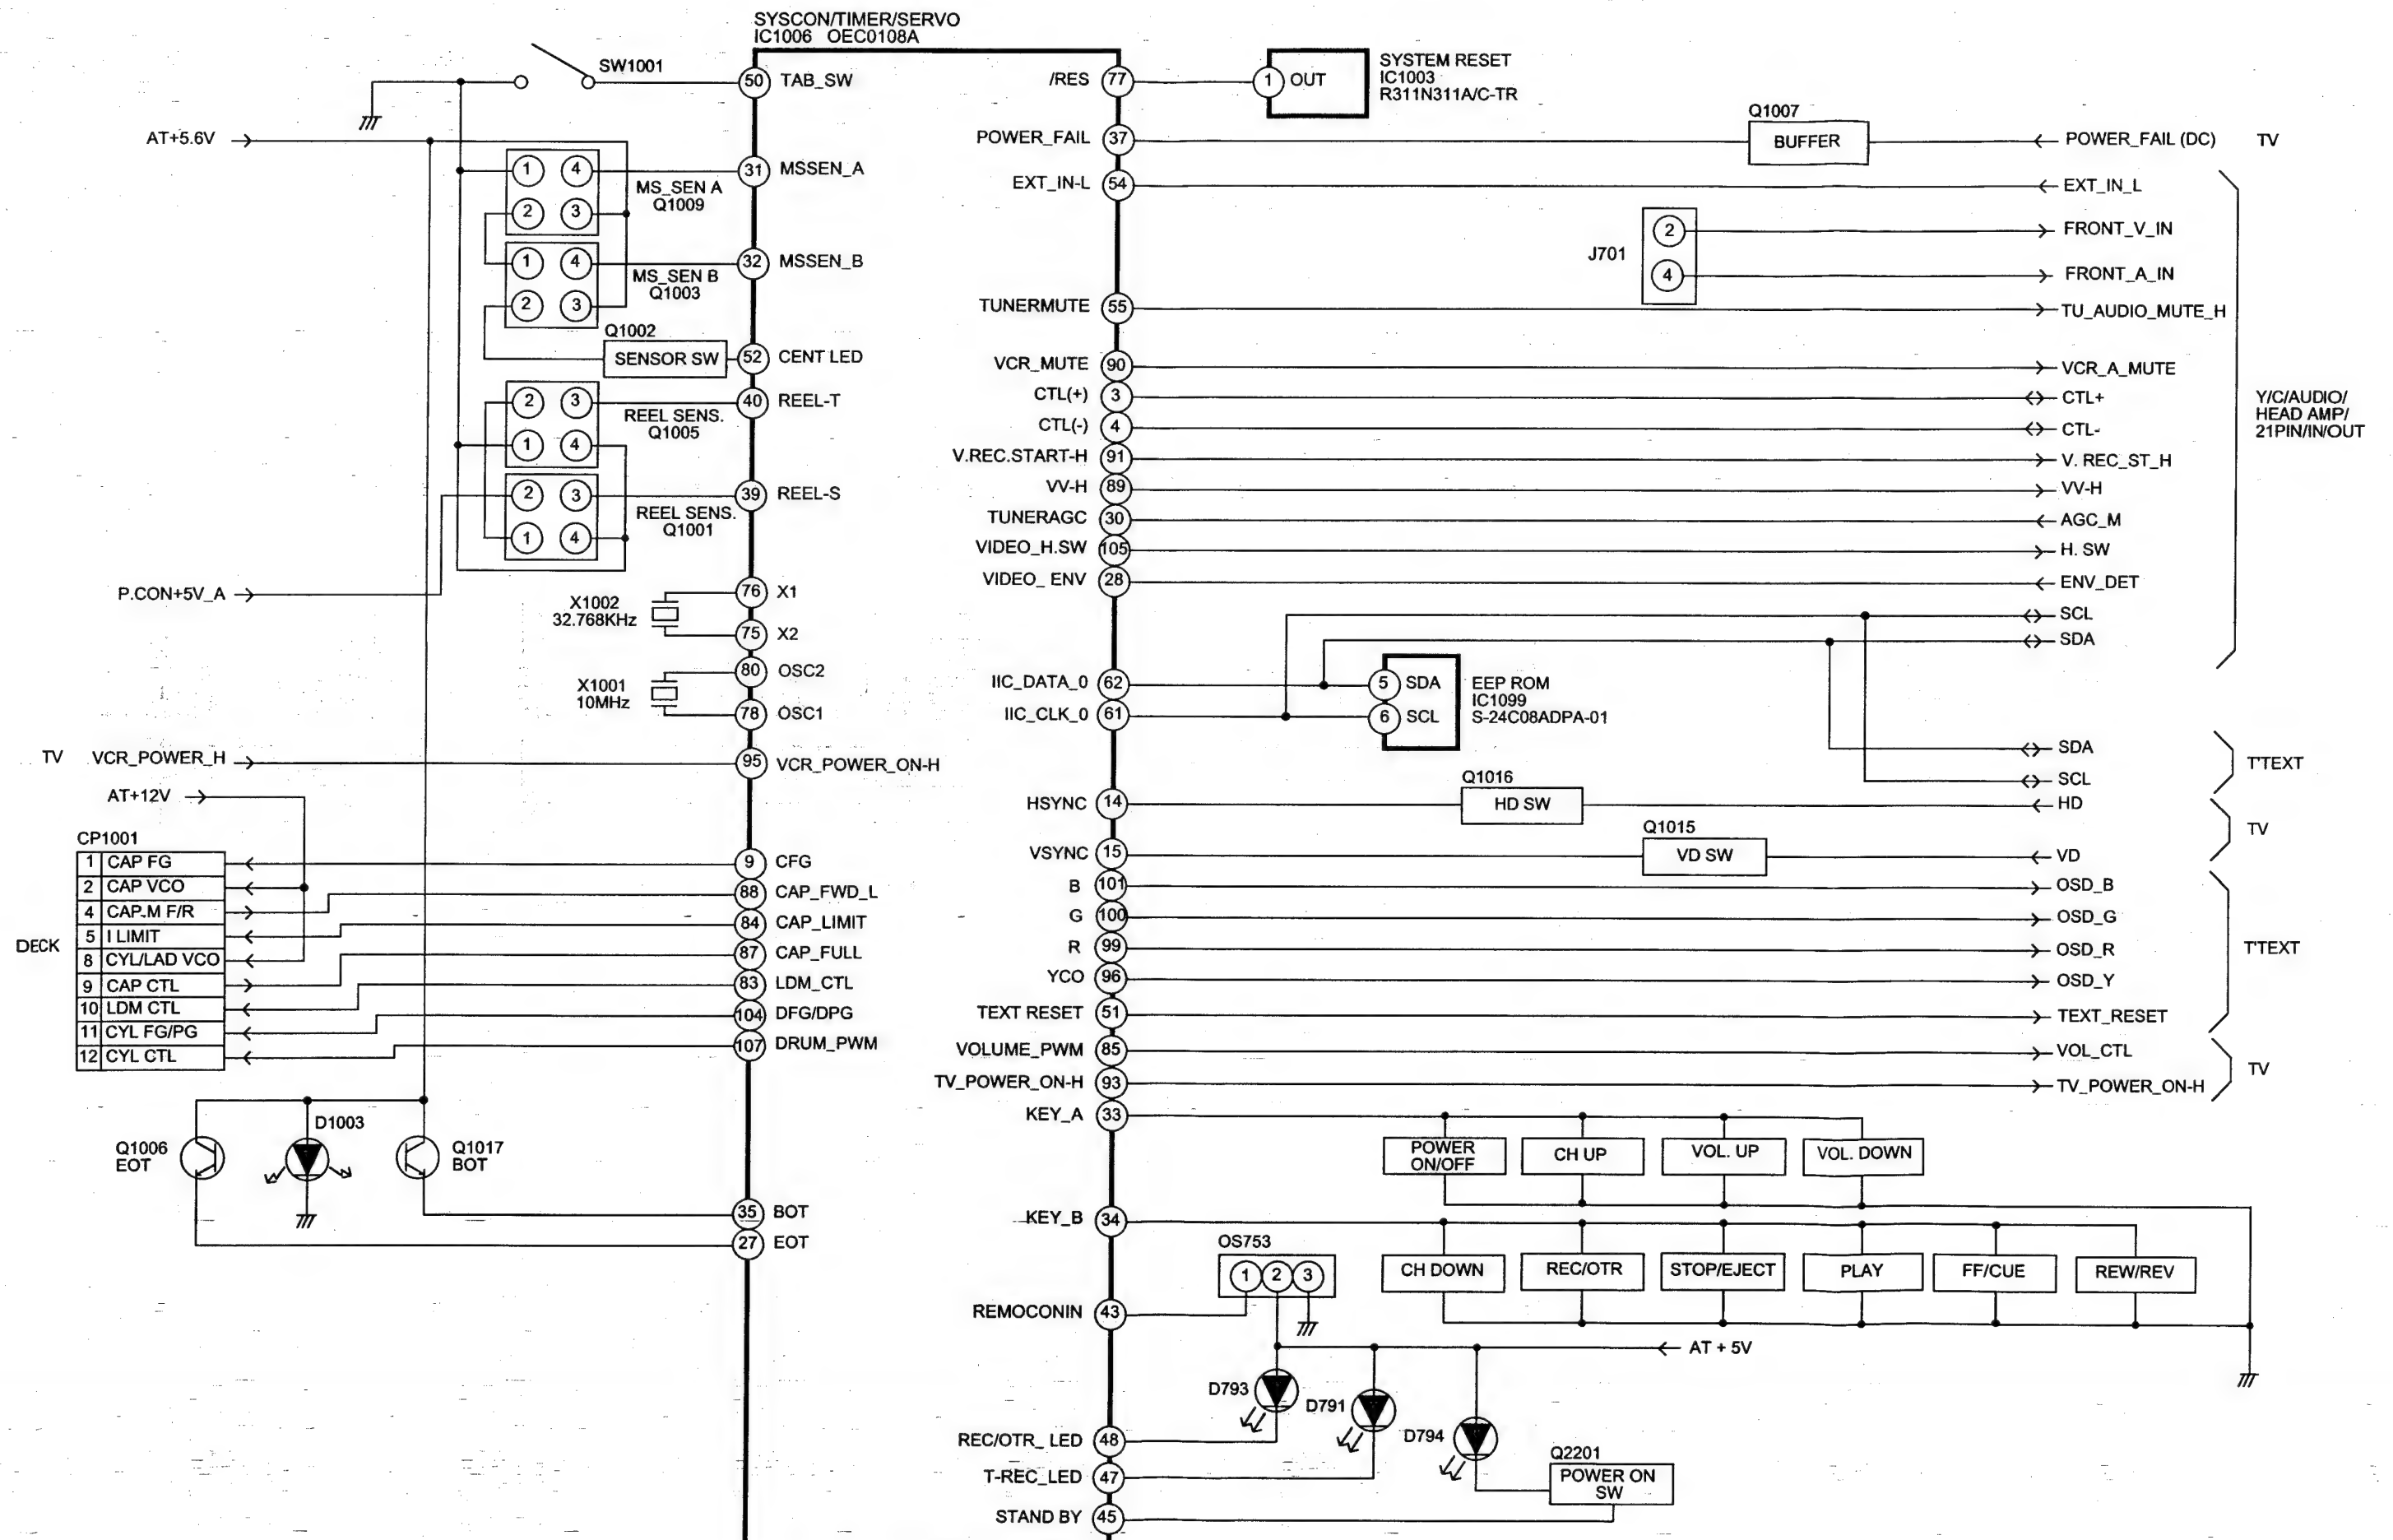 SYSCON/TIMER/SERVO
IC1006 OEC0108A
SW1001
50 TAB_SW
AT+5.6V
1 4
2 3
MS_SEN A
Q1009
31 MSSEN_A
1 4
2 3
MS_SEN B
Q1003
32 MSSEN_B
Q1002
SENSOR SW
52 CENT LED
2 3
1 4
REEL SENS.
Q1005
40 REEL-T
2 3
1 4
REEL SENS.
Q1001
39 REEL-S
P.CON+5V_A
X1002
32.768KHz
76 X1
75 X2
X1001
10MHz
80 OSC2
78 OSC1
TV VCR_POWER_H
95 VCR_POWER_ON-H
AT+12V
CP1001
DECK
1 CAP FG
2 CAP VCO
4 CAP.M F/R
5 I LIMIT
8 CYL/LAD VCO
9 CAP CTL
10 LDM CTL
11 CYL FG/PG
12 CYL CTL
9 CFG
88 CAP_FWD_L
84 CAP_LIMIT
87 CAP_FULL
83 LDM_CTL
104 DFG/DPG
107 DRUM_PWM
Q1006
EOT
D1003
Q1017
BOT
35 BOT
27 EOT
/RES 77
1 OUT
SYSTEM RESET
IC1003
R311N311A/C-TR
POWER_FAIL 37
Q1007
BUFFER
POWER_FAIL (DC) TV
EXT_IN-L 54
EXT_IN_L
J701
2
FRONT_V_IN
4
FRONT_A_IN
TUNERMUTE 55
TU_AUDIO_MUTE_H
VCR_MUTE 90
VCR_A_MUTE
CTL(+) 3
CTL+
CTL(-) 4
CTL-
V.REC.START-H 91
V. REC_ST_H
VV-H 89
VV-H
TUNERAGC 30
AGC_M
VIDEO_H.SW 105
H. SW
VIDEO_ ENV 28
ENV_DET
SCL
SDA
Y/C/AUDIO/
HEAD AMP/
21PIN/IN/OUT
IIC_DATA_0 62
5 SDA
IIC_CLK_0 61
6 SCL
EEP ROM
IC1099
S-24C08ADPA-01
SDA
SCL
T'TEXT
HSYNC 14
Q1016
HD SW
HD
VSYNC 15
Q1015
VD SW
VD
TV
B 101
OSD_B
G 100
OSD_G
R 99
OSD_R
YCO 96
OSD_Y
TEXT RESET 51
TEXT_RESET
T'TEXT
VOLUME_PWM 85
VOL_CTL
TV_POWER_ON-H 93
TV_POWER_ON-H
TV
KEY_A 33
POWER
ON/OFF
CH UP
VOL. UP
VOL. DOWN
KEY_B 34
CH DOWN
REC/OTR
STOP/EJECT
PLAY
FF/CUE
REW/REV
OS753
1 2 3
REMOCONIN 43
AT + 5V
D793
D791
D794
REC/OTR_ LED 48
T-REC_LED 47
Q2201
POWER ON
SW
STAND BY 45